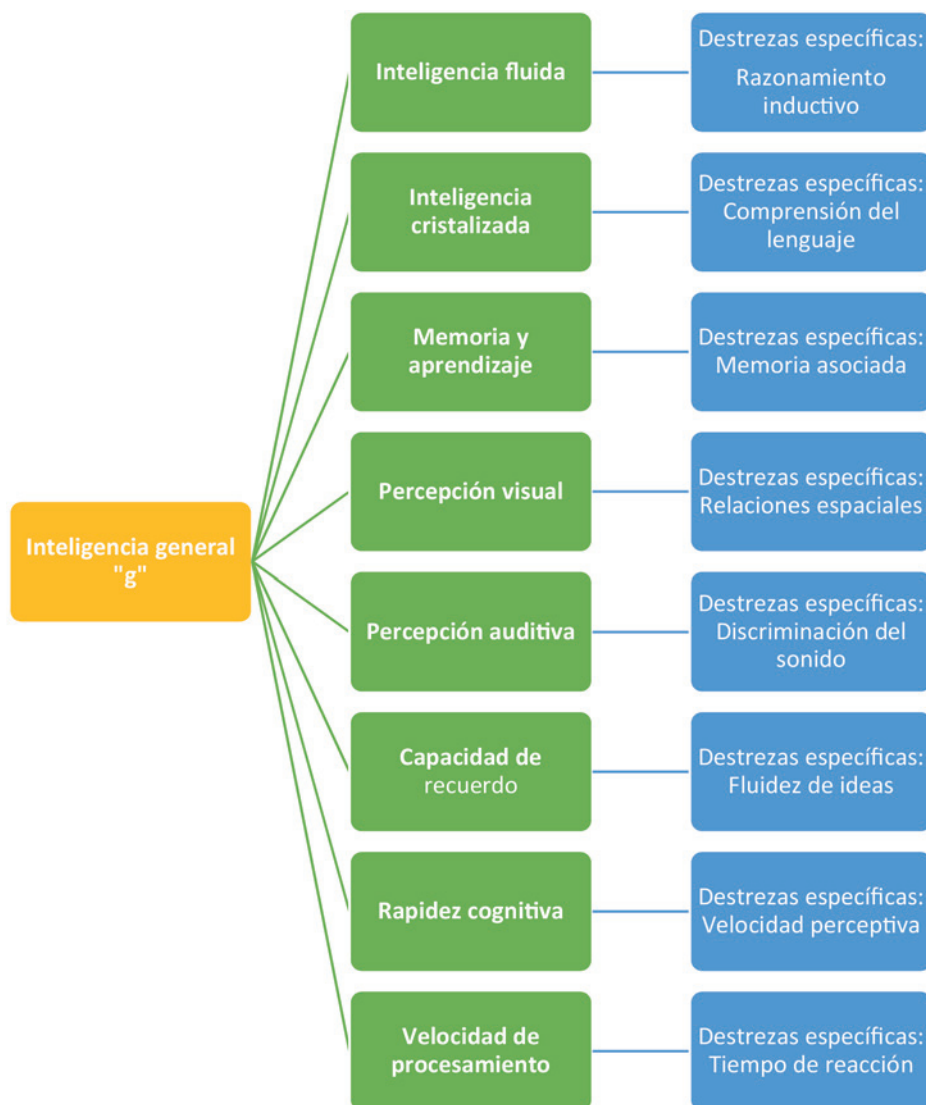 Inteligencia general
"g"
Inteligencia fluida
Destrezas específicas:
Razonamiento
inductivo
Inteligencia
cristalizada
Destrezas específicas:
Comprensión del
lenguaje
Memoria y
aprendizaje
Destrezas específicas:
Memoria asociada
Percepción visual
Destrezas específicas:
Relaciones espaciales
Percepción auditiva
Destrezas específicas:
Discriminación del
sonido
Capacidad de
recuerdo
Destrezas específicas:
Fluidez de ideas
Rapidez cognitiva
Destrezas específicas:
Velocidad perceptiva
Velocidad de
procesamiento
Destrezas específicas:
Tiempo de reacción